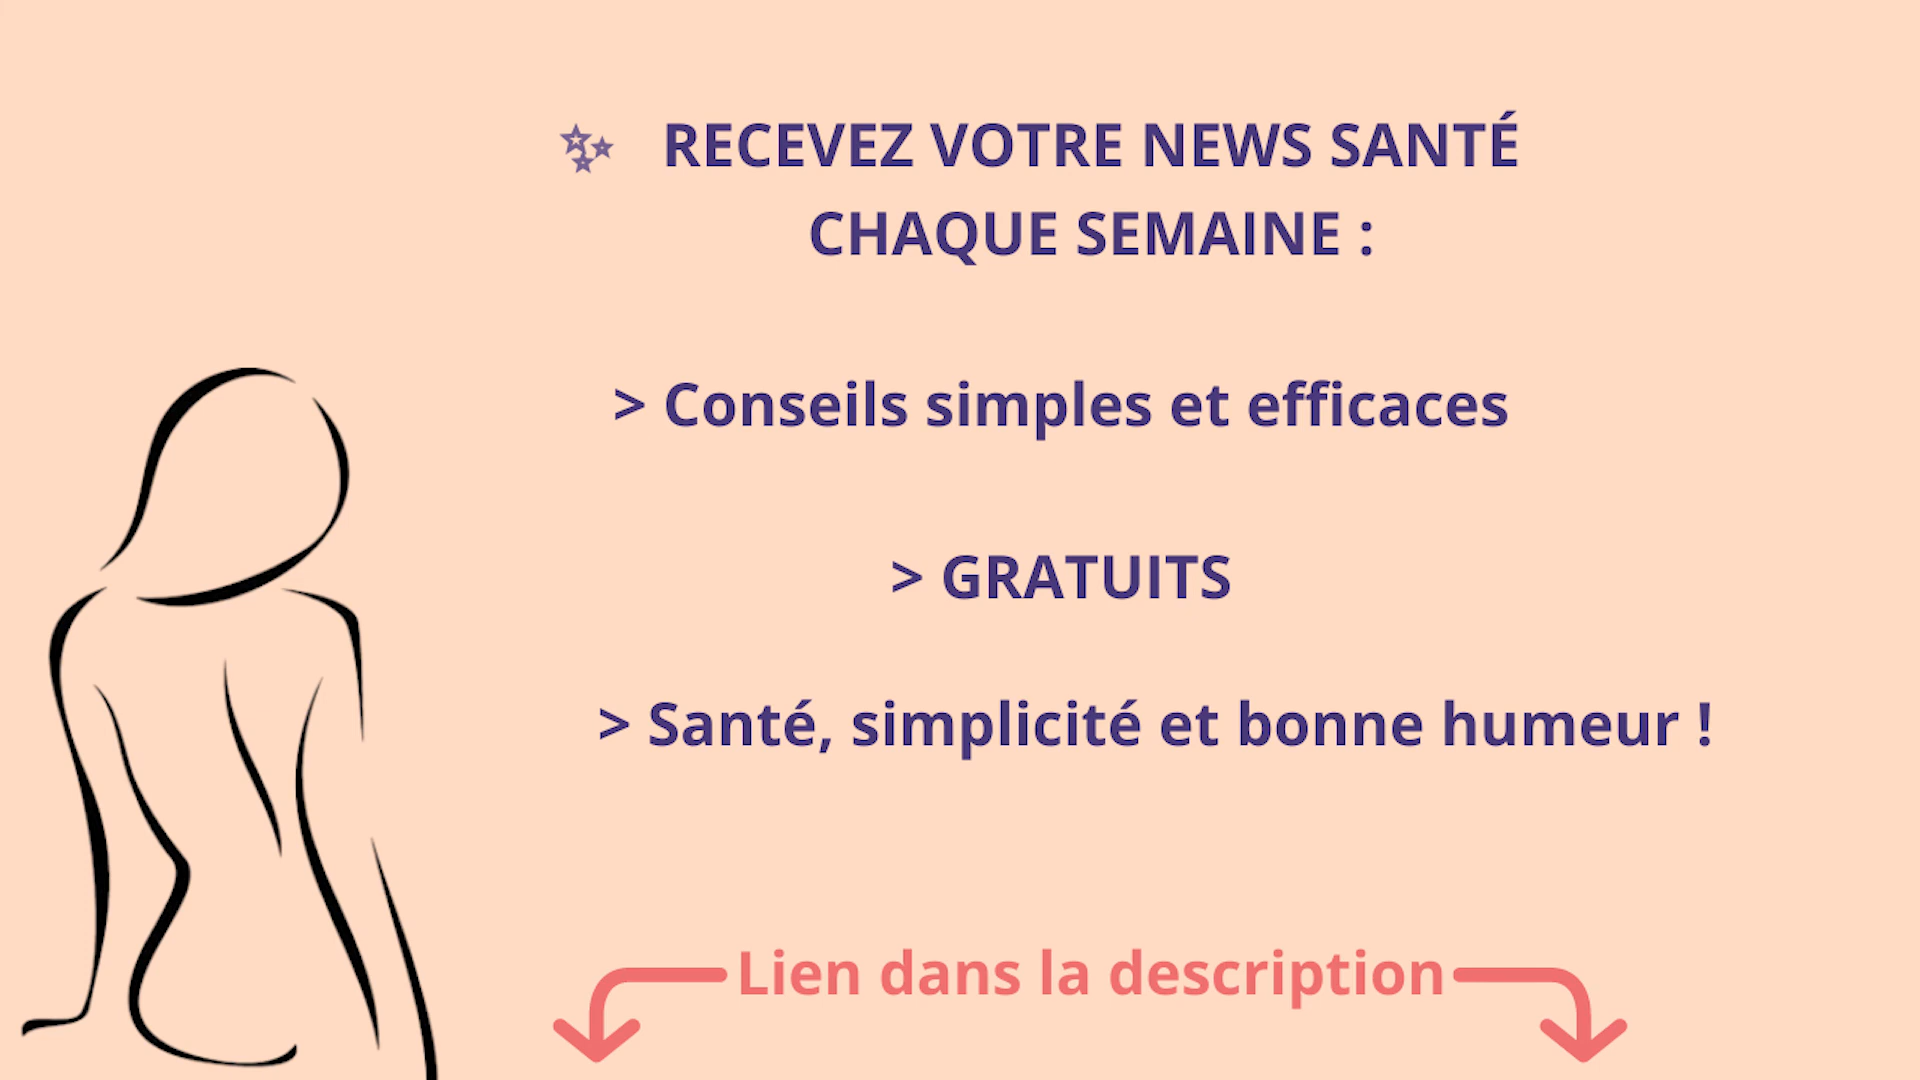 RECEVEZ VOTRE NEWS SANTÉ
CHAQUE SEMAINE :
> Conseils simples et efficaces
> GRATUITS
> Santé, simplicité et bonne humeur !
Lien dans la description